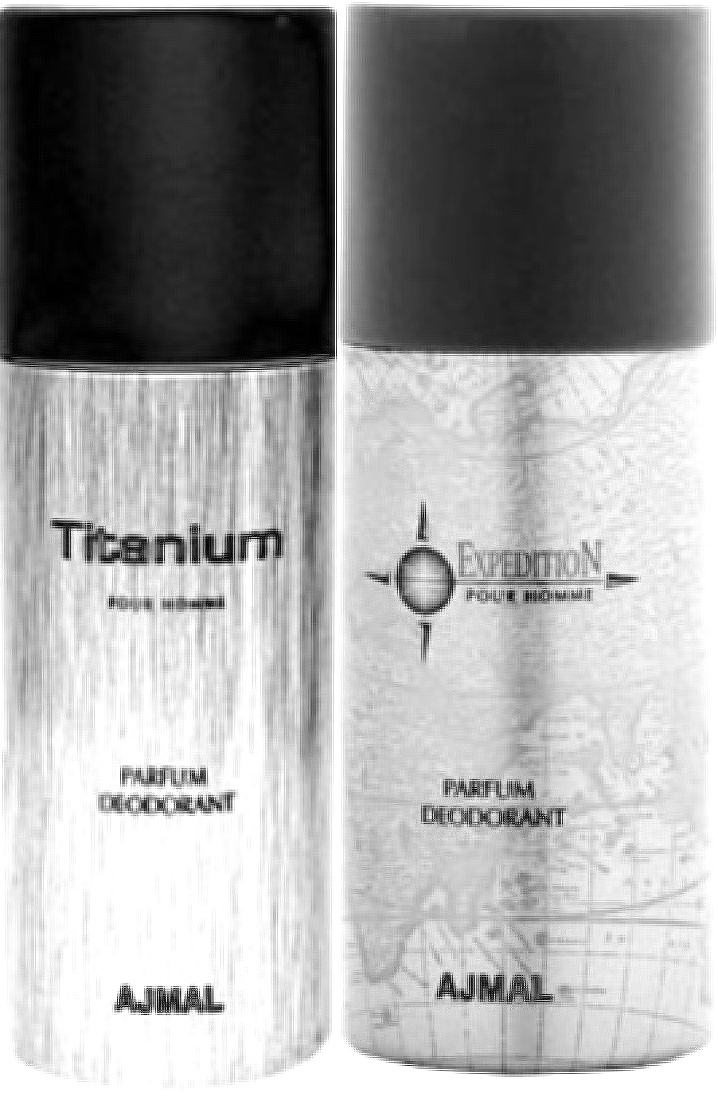 Titanium
POUR HOMME
PARFUM
DEODORANT
AJMAL
EXPEDITION
POUR HOMME
PARFUM
DEODORANT
AJMAL